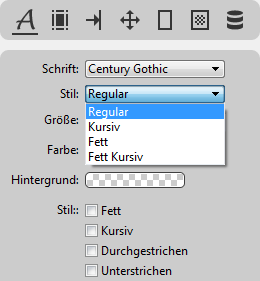 A
Schrift: Century Gothic
Stil: Regular
Regular
Größe: Kursiv
Fett
Farbe: Fett Kursiv
Hintergrund:
Stil:: Fett
Kursiv
Durchgestrichen
Unterstrichen